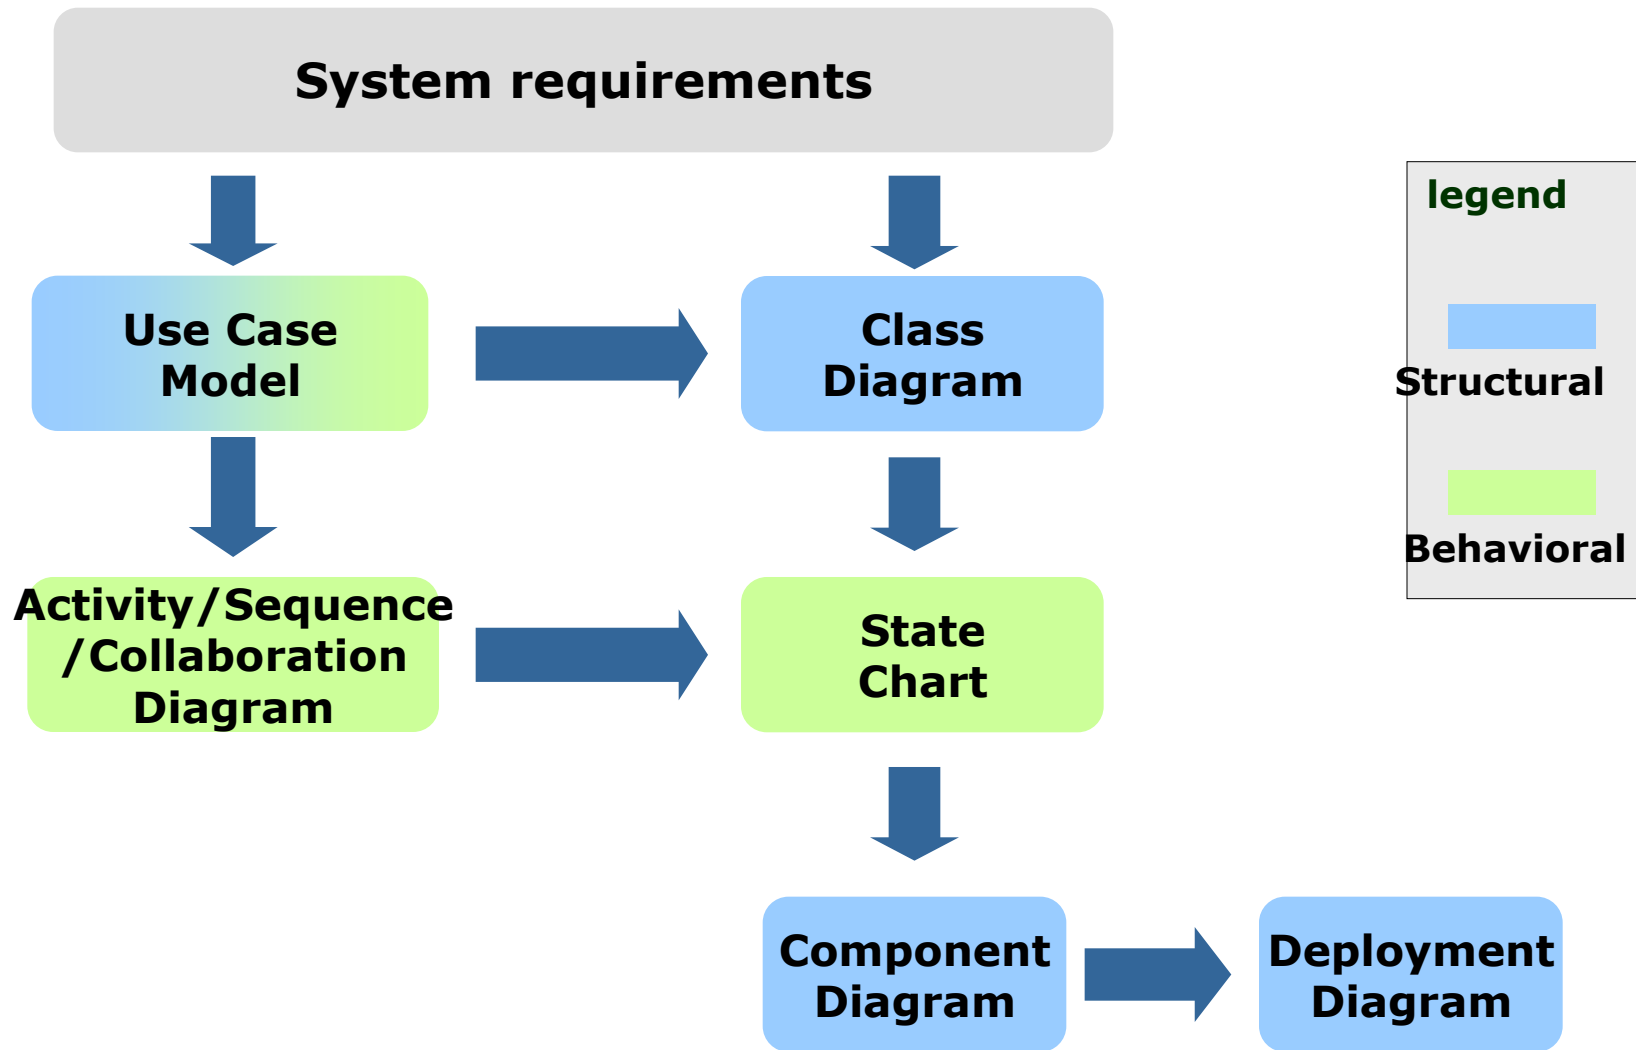 System requirements
legend
Use Case
Model
Class
Diagram
Structural
Behavioral
Activity/Sequence
/Collaboration
Diagram
State
Chart
Component
Diagram
Deployment
Diagram